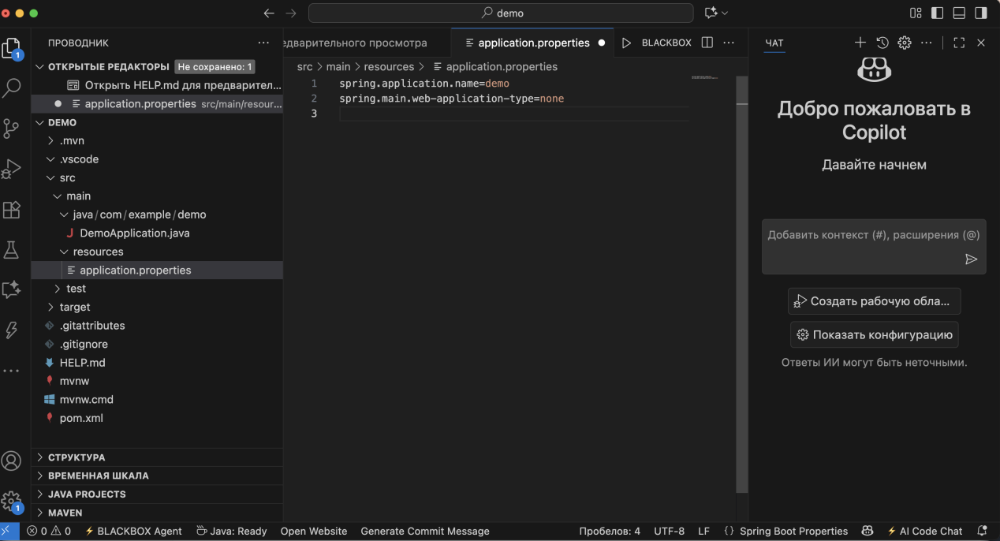 demo
ПРОВОДНИК
ОТКРЫТЫЕ РЕДАКТОРЫ Не сохранено: 1
Открыть HELP.md для предварител...
application.properties src/main/resour...
DEMO
.mvn
.vscode
src
main
java/com/example/demo
DemoApplication.java
resources
application.properties
test
target
.gitattributes
.gitignore
HELP.md
mvnw
mvnw.cmd
pom.xml
СТРУКТУРА
ВРЕМЕННАЯ ШКАЛА
JAVA PROJECTS
MAVEN
1
1
едварительного просмотра
application.properties
BLACKBOX
src > main > resources > application.properties
1 spring.application.name=demo
2 spring.main.web-application-type=none
3
ЧАТ
Добро пожаловать в
Copilot
Давайте начнем
Добавить контекст (#), расширения (@)
Создать рабочую обла...
Показать конфигурацию
Ответы ИИ могут быть неточными.
0 0 BLACKBOX Agent Java: Ready Open Website Generate Commit Message Пробелов: 4 UTF-8 LF {} Spring Boot Properties AI Code Chat